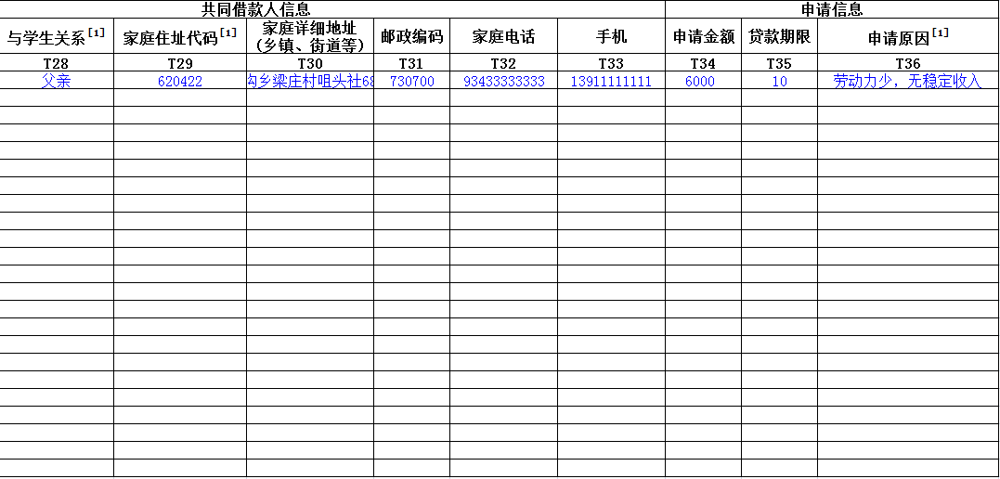 共同借款人信息 申请信息
与学生关系[1] 家庭住址代码[1] 家庭详细地址（乡镇、街道等） 邮政编码 家庭电话 手机 申请金额 贷款期限 申请原因[1]
T28 T29 T30 T31 T32 T33 T34 T35 T36
父亲 620422 沟乡梁庄村咀头社68 730700 93433333333 13911111111 6000 10 劳动力少，无稳定收入